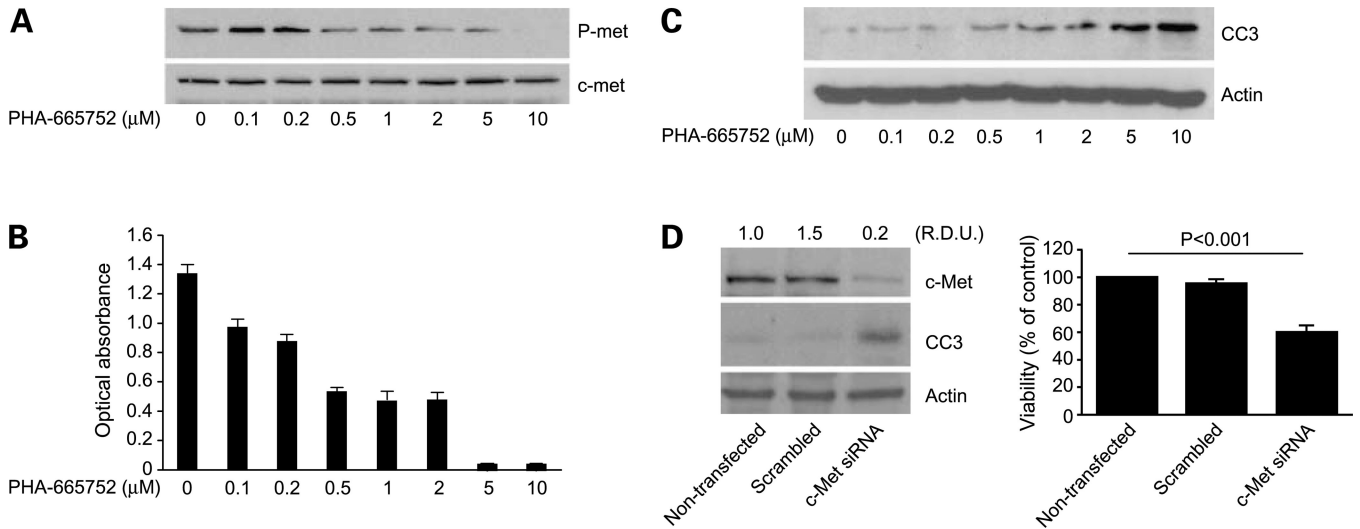 A
P-met
c-met
PHA-665752 (μM) 0 0.1 0.2 0.5 1 2 5 10
C
CC3
Actin
PHA-665752 (μM) 0 0.1 0.2 0.5 1 2 5 10
B
1.6
1.4
1.2
1.0
0.8
0.6
0.4
0.2
0
Optical absorbance
PHA-665752 (μM) 0 0.1 0.2 0.5 1 2 5 10
D
1.0 1.5 0.2 (R.D.U.)
c-Met
CC3
Actin
Non-transfected
Scrambled
c-Met siRNA
P<0.001
120
100
80
60
40
20
0
Viability (% of control)
Non-transfected
Scrambled
c-Met siRNA